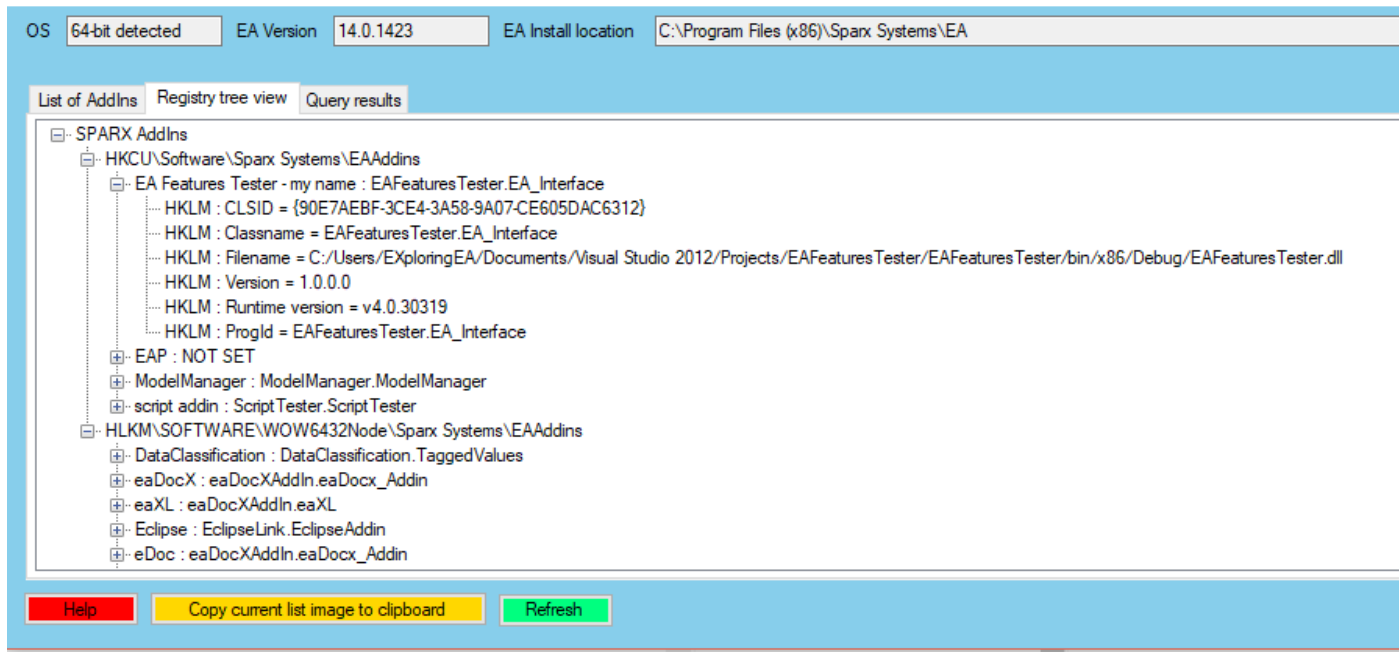 OS 64-bit detected EA Version 14.0.1423 EA Install location C:\Program Files (x86)\Sparx Systems\EA
List of AddIns Registry tree view Query results
SPARX AddIns
HKCU\Software\Sparx Systems\EAAddins
EA Features Tester - my name : EAFeaturesTester.EA_Interface
HKLM : CLSID = {90E7AEBF-3CE4-3A58-9A07-CE605DAC6312}
HKLM : Classname = EAFeaturesTester.EA_Interface
HKLM : Filename = C:/Users/EXploringEA/Documents/Visual Studio 2012/Projects/EAFeaturesTester/EAFeaturesTester/bin/x86/Debug/EAFeaturesTester.dll
HKLM : Version = 1.0.0.0
HKLM : Runtime version = v4.0.30319
HKLM : ProgId = EAFeaturesTester.EA_Interface
EAP : NOT SET
ModelManager : ModelManager.ModelManager
script addin : ScriptTester.ScriptTester
HLKM\SOFTWARE\WOW6432Node\Sparx Systems\EAAddins
DataClassification : DataClassification.TaggedValues
eaDocX : eaDocXAddIn.eaDocx_Addin
eaXL : eaDocXAddIn.eaXL
Eclipse : EclipseLink.EclipseAddin
eDoc : eaDocXAddIn.eaDocx_Addin
Help Copy current list image to clipboard Refresh